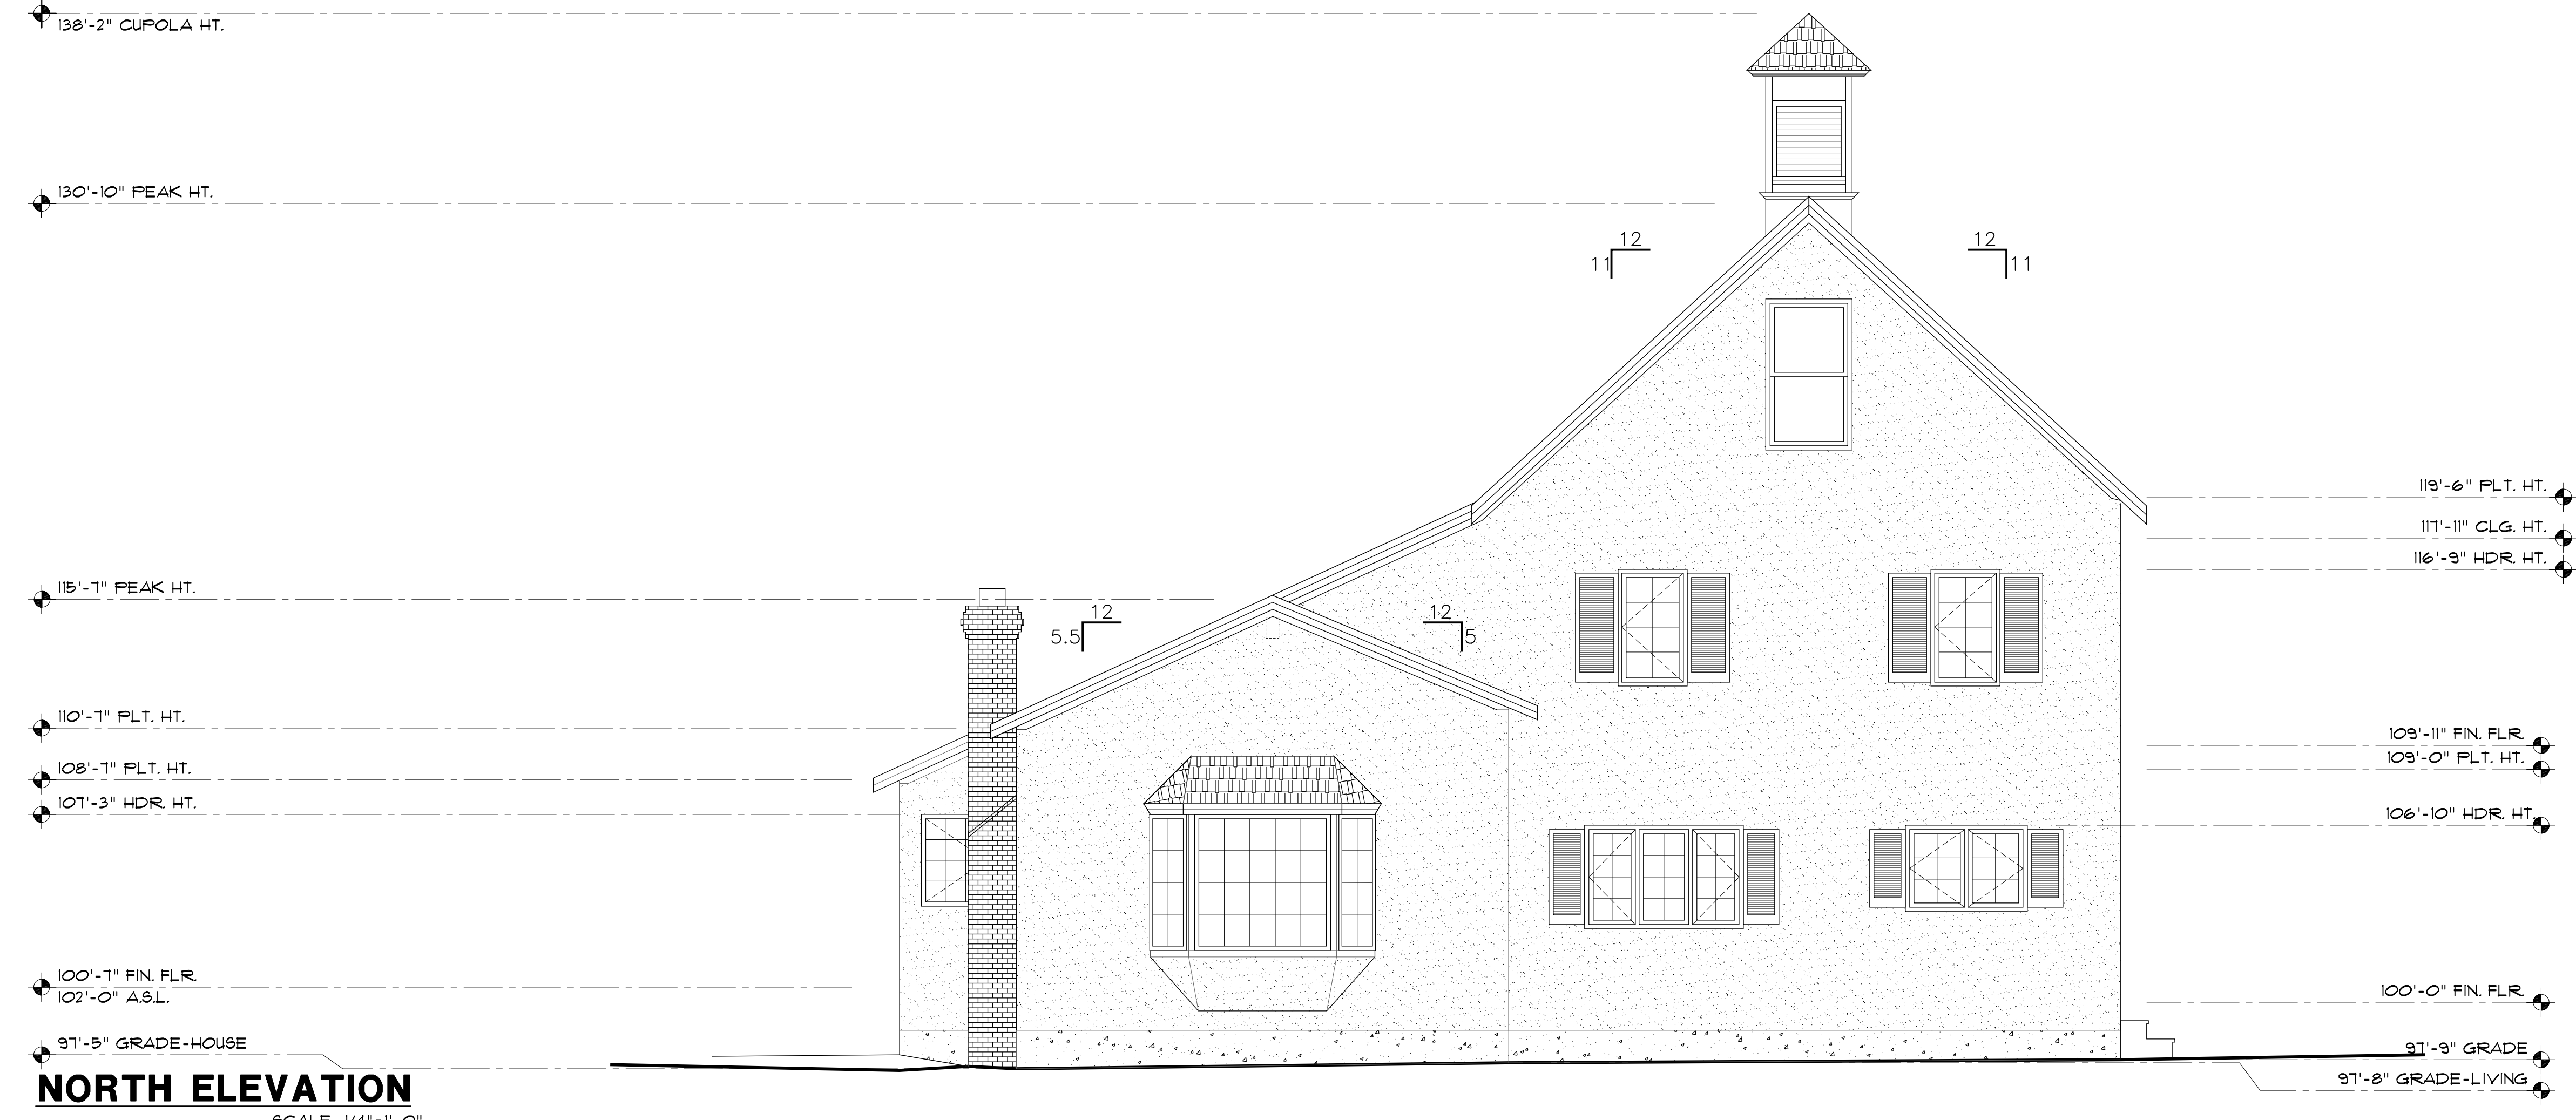 138'-2" CUPOLA HT.
130'-10" PEAK HT.
12
11
12
11
119'-6" PLT. HT.
117'-11" CLG. HT.
116'-9" HDR. HT.
115'-7" PEAK HT.
12
5.5
12
5
110'-7" PLT. HT.
108'-7" PLT. HT.
107'-3" HDR. HT.
109'-11" FIN. FLR.
109'-0" PLT. HT.
106'-10" HDR. HT.
100'-7" FIN. FLR.
102'-0" A.S.L.
100'-0" FIN. FLR.
97'-5" GRADE-HOUSE
97'-9" GRADE
97'-8" GRADE-LIVING
NORTH ELEVATION